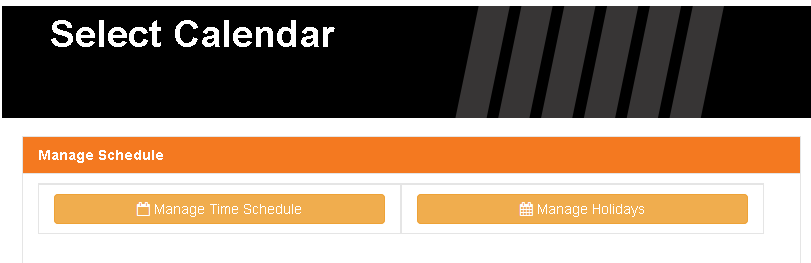 Select Calendar
Manage Schedule
Manage Time Schedule
Manage Holidays